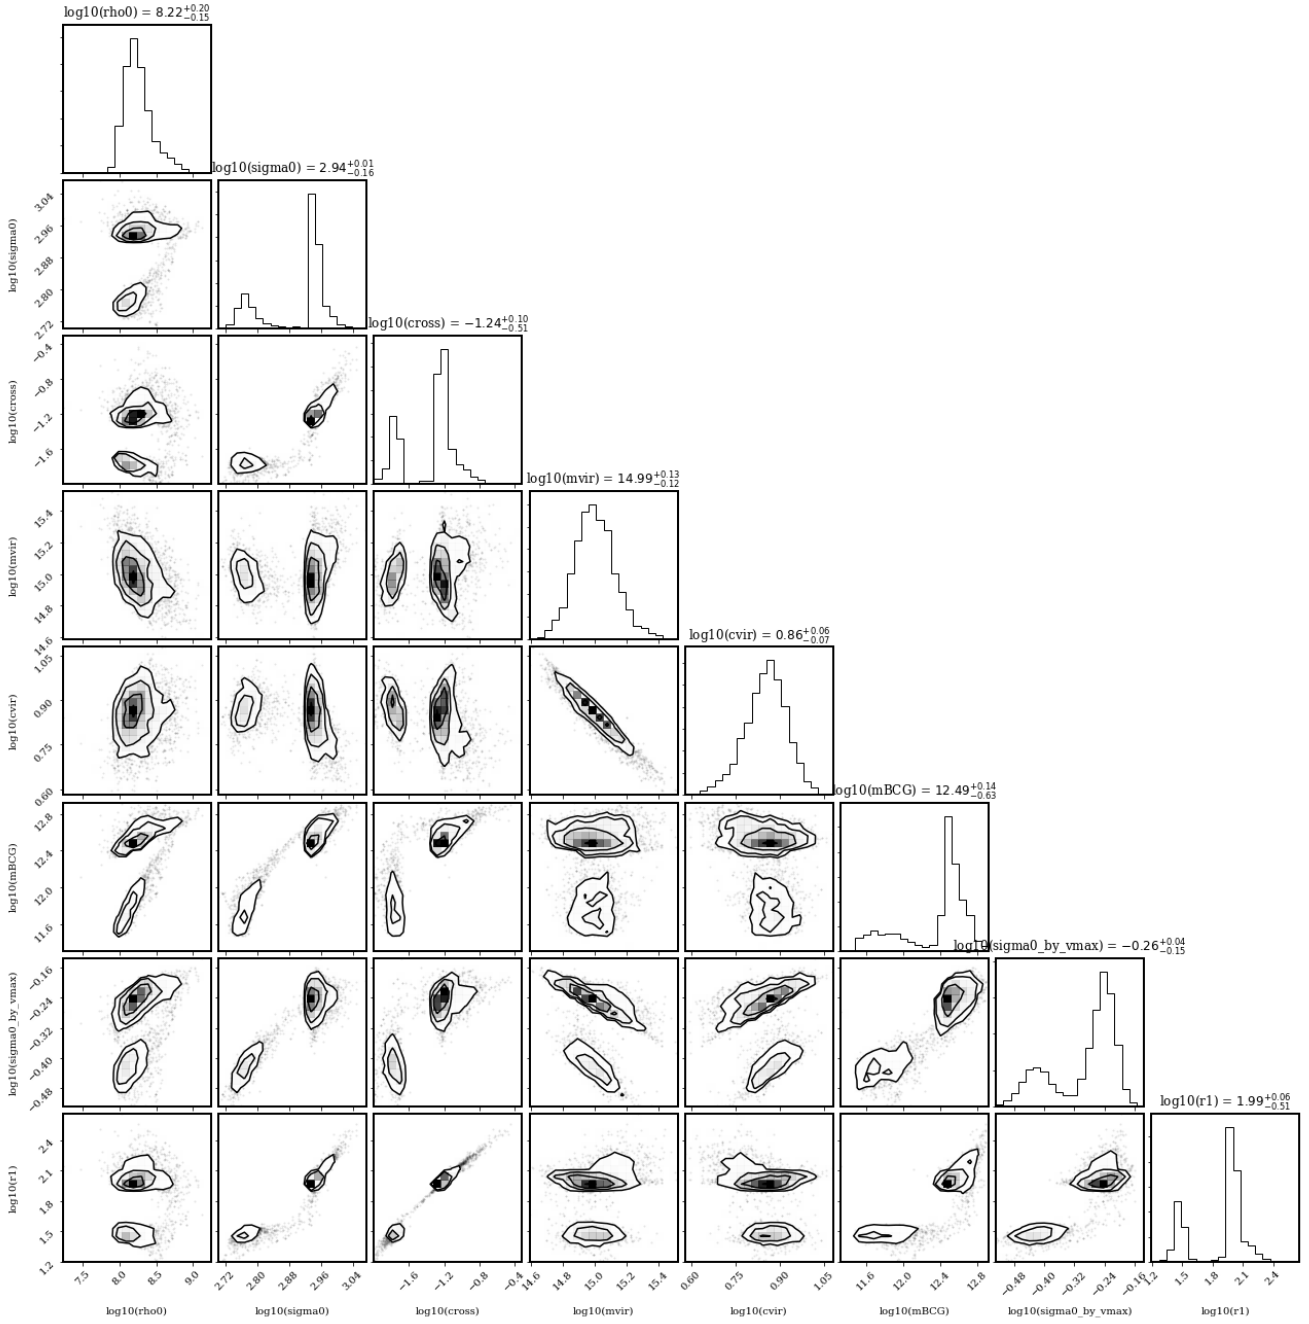 log10(rho0) = 8.22+0.20−0.15
3.04
2.96
2.88
2.80
2.72
log10(sigma0)
log10(sigma0) = 2.94+0.01−0.16
−0.4
−0.8
−1.2
−1.6
log10(cross)
log10(cross) = −1.24+0.10−0.51
15.4
15.2
15.0
14.8
14.6
log10(mvir)
log10(mvir) = 14.99+0.13−0.12
1.05
0.90
0.75
0.60
log10(cvir)
log10(cvir) = 0.86+0.06−0.07
12.8
12.4
12.0
11.6
log10(mBCG)
log10(mBCG) = 12.49+0.14−0.63
−0.16
−0.24
−0.32
−0.40
−0.48
log10(sigma0_by_vmax)
log10(sigma0_by_vmax) = −0.26+0.04−0.15
2.4
2.1
1.8
1.5
1.2
log10(r1)
log10(r1) = 1.99+0.06−0.51
7.5 8.0 8.5 9.0
2.72 2.80 2.88 2.96 3.04
−1.6 −1.2 −0.8 −0.4
14.6 14.8 15.0 15.2 15.4
0.60 0.75 0.90 1.05
11.6 12.0 12.4 12.8
−0.48 −0.40 −0.32 −0.24 −0.16
1.2 1.5 1.8 2.1 2.4
log10(rho0)
log10(sigma0)
log10(cross)
log10(mvir)
log10(cvir)
log10(mBCG)
log10(sigma0_by_vmax)
log10(r1)